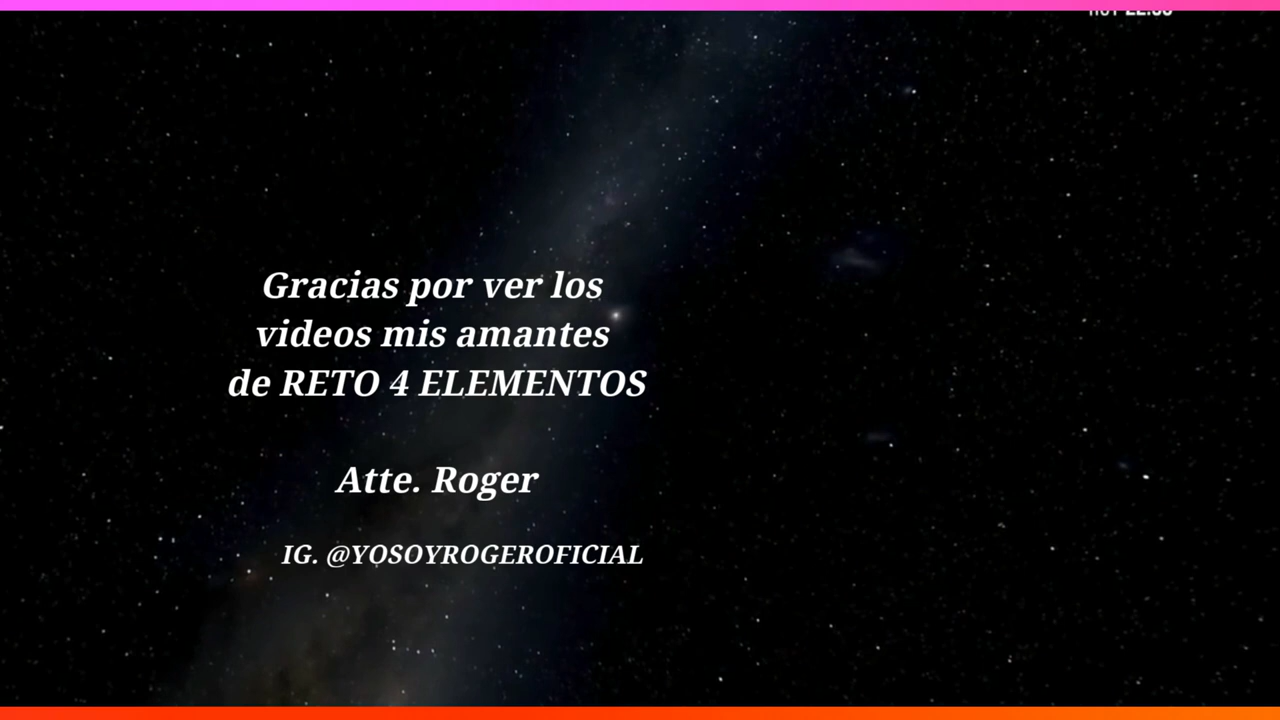 Gracias por ver los
videos mis amantes
de RETO 4 ELEMENTOS
Atte. Roger
IG. @YOSOYROGEROFICIAL